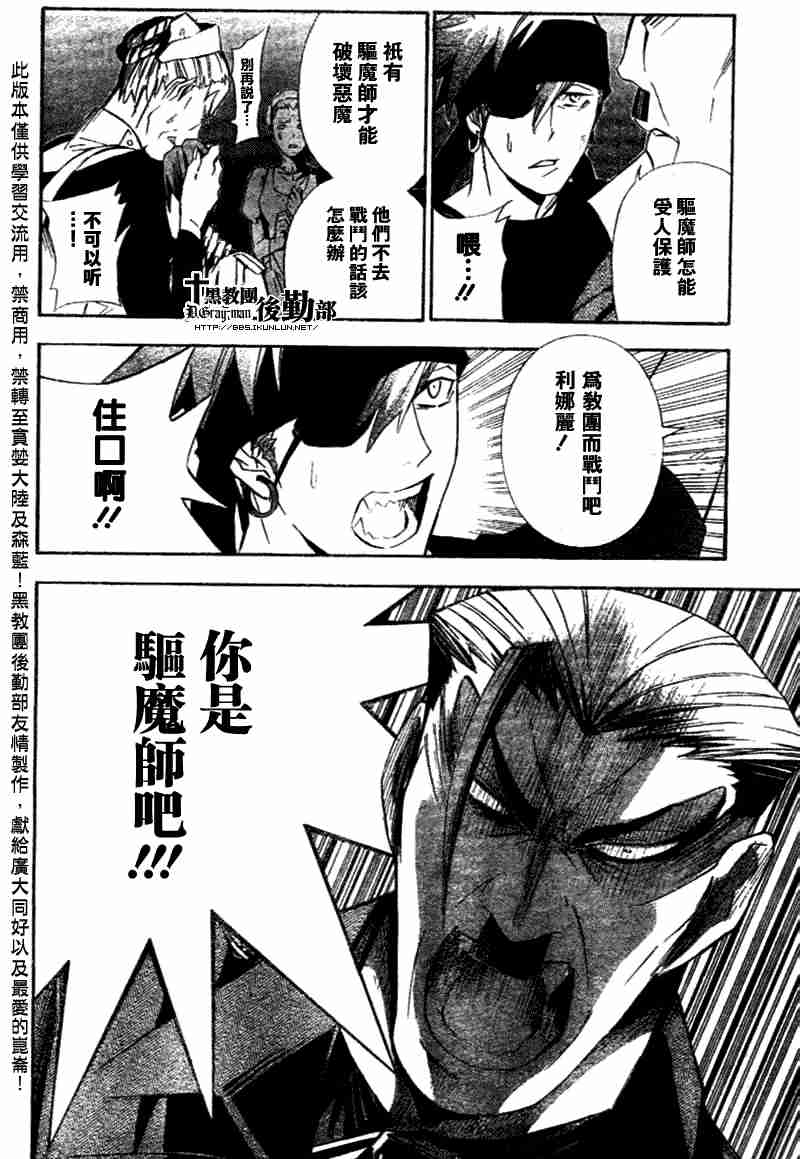 驅魔師怎能
受人保護
喂…!
祇有
驅魔師才能
破壞惡魔
別再說了…
他們不去
戰鬥的話該
怎麼辦
不可以听
…!
黑教團
D.Gray.man
後勤部
HTTP://BBS.IKUNLUN.NET/
為教團而戰鬥吧
利娜麗!
住口啊!!
你是
驅魔師吧!!!
此版本僅供學習交流用，禁商用，禁轉至貪婪大陸及森藍！黑教團後勤部友情製作，獻給廣大同好以及最愛的崑崙！